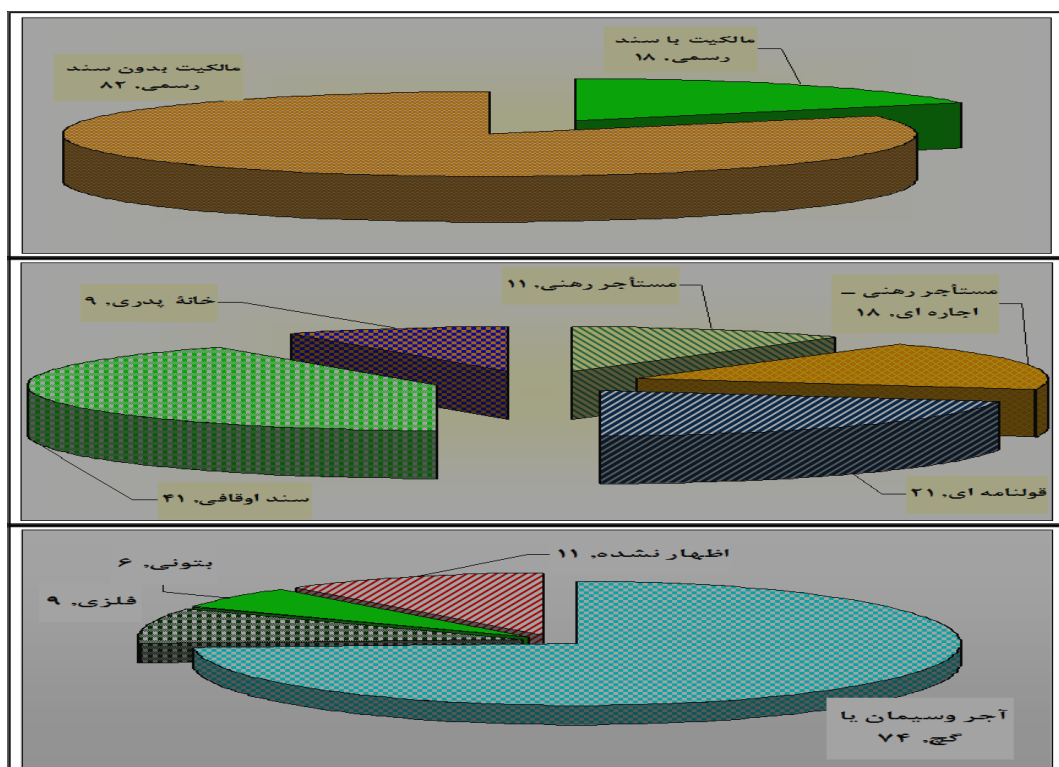 مالکیت با سند
رسمی. ۱۸
مالکیت بدون سند
رسمی. ۸۲
مستأجر رهنی. ۱۱
خانۀ پدری. ۹
مستأجر رهنی –
اجاره ای. ۱۸
قولنامه ای. ۲۱
سند اوقافی. ۴۱
اظهار نشده. ۱۱
بتونی. ۶
فلزی. ۹
آجر وسیمان یا
گچ. ۷۴